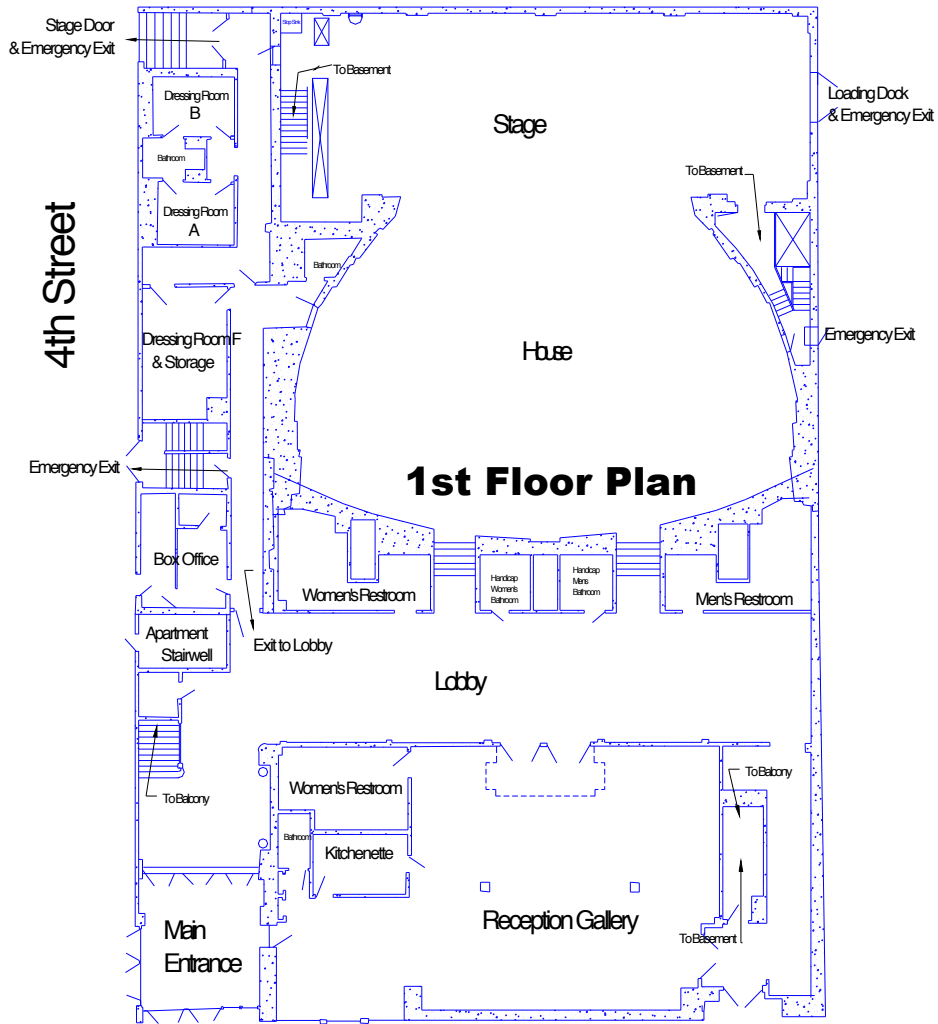 Stage Door
& Emergency Exit
Slop Sink
To Basement
Dressing Room
B
Loading Dock
& Emergency Exit
Stage
Bathroom
To Basement
Dressing Room
A
4th Street
Bathroom
Dressing Room F
& Storage
House
Emergency Exit
Emergency Exit
1st Floor Plan
Box Office
Handicap
Women's
Bathroom
Handicap
Mens
Bathroom
Women's Restroom
Men's Restroom
Apartment
Stairwell
Exit to Lobby
Lobby
To Balcony
Women's Restroom
To Balcony
Bathroom
Kitchenette
Main
Entrance
Reception Gallery
To Basement